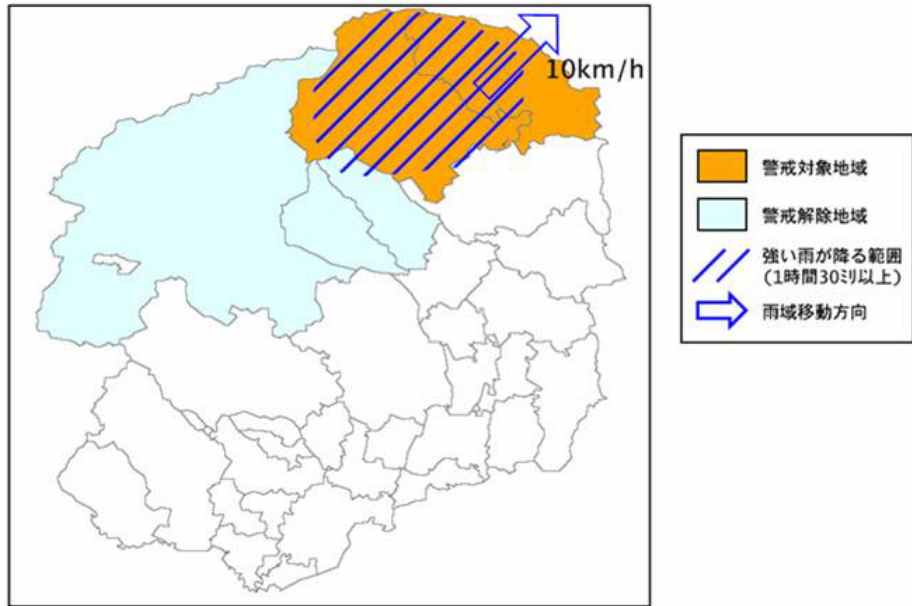 10km/h
警戒対象地域
警戒解除地域
強い雨が降る範囲
(1時間30ミリ以上)
雨域移動方向